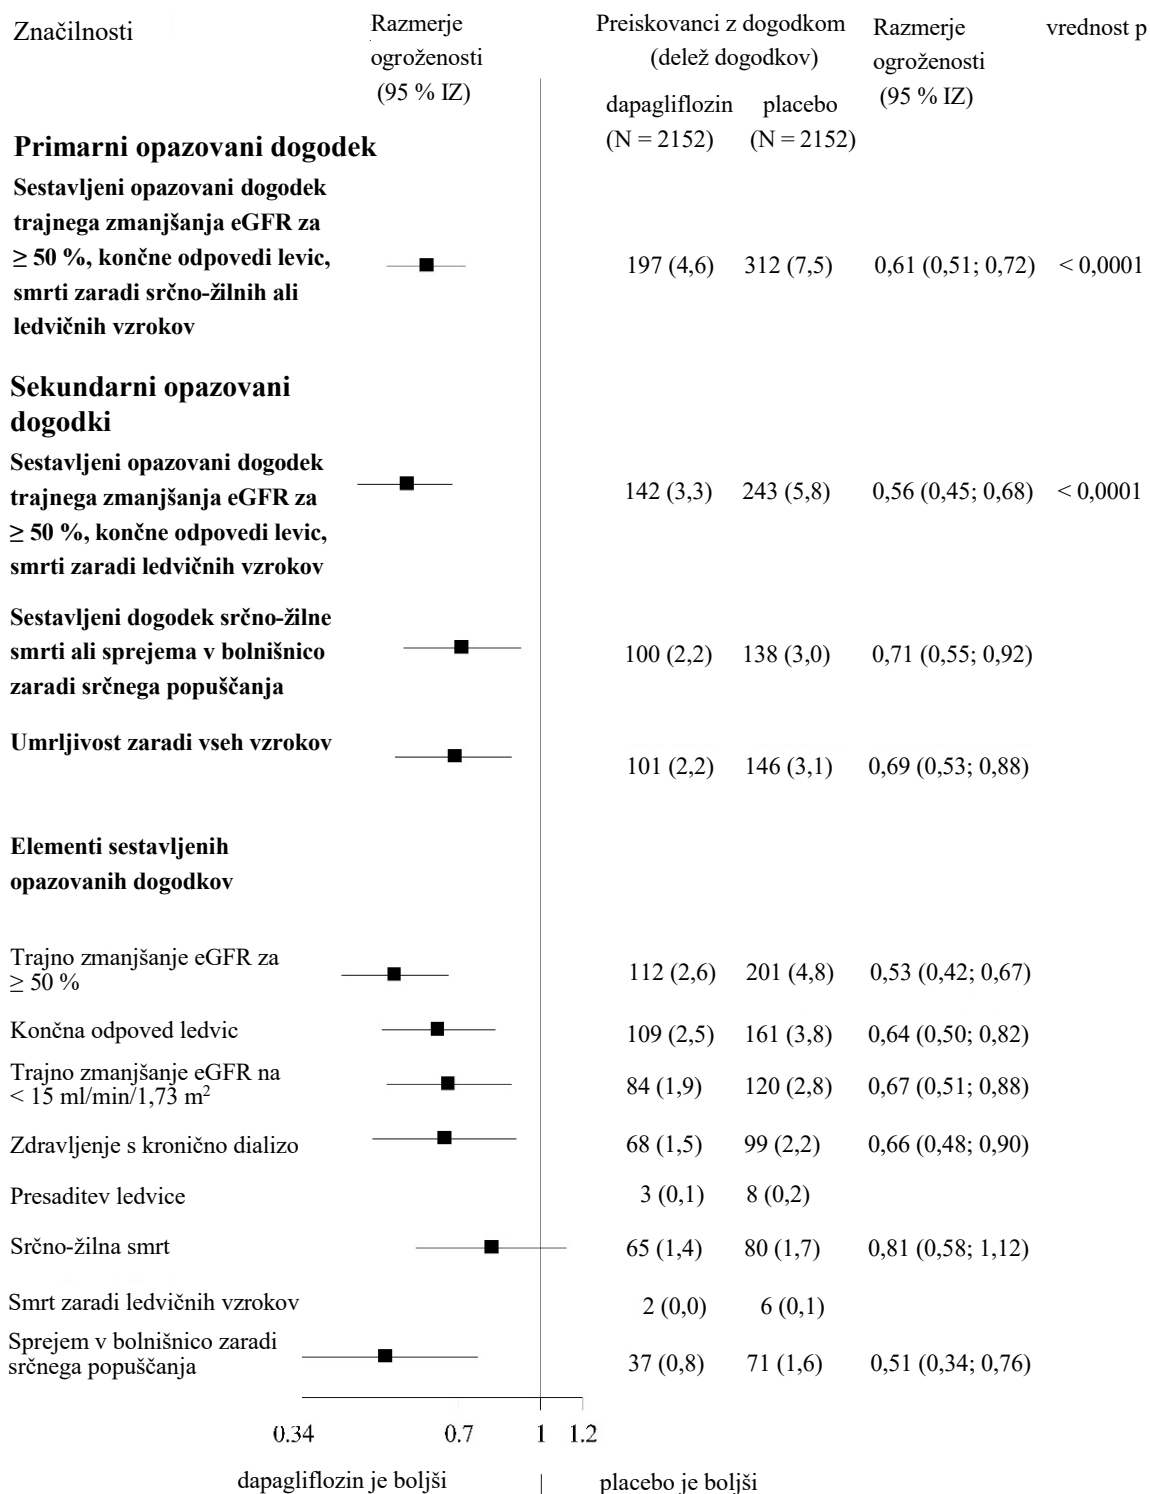 Značilnosti
Razmerje
ogroženosti
(95 % IZ)
Preiskovanci z dogodkom
(delež dogodkov)
Razmerje
ogroženosti
(95 % IZ)
vrednost p
dapagliflozin placebo
(N = 2152) (N = 2152)
Primarni opazovani dogodek
Sestavljeni opazovani dogodek
trajnega zmanjšanja eGFR za
≥ 50 %, končne odpovedi levic,
smrti zaradi srčno-žilnih ali
ledvičnih vzrokov
197 (4,6) 312 (7,5) 0,61 (0,51; 0,72) < 0,0001
Sekundarni opazovani
dogodki
Sestavljeni opazovani dogodek
trajnega zmanjšanja eGFR za
≥ 50 %, končne odpovedi levic,
smrti zaradi ledvičnih vzrokov
142 (3,3) 243 (5,8) 0,56 (0,45; 0,68) < 0,0001
Sestavljeni dogodek srčno-žilne
smrti ali sprejema v bolnišnico
zaradi srčnega popuščanja
100 (2,2) 138 (3,0) 0,71 (0,55; 0,92)
Umrljivost zaradi vseh vzrokov
101 (2,2) 146 (3,1) 0,69 (0,53; 0,88)
Elementi sestavljenih
opazovanih dogodkov
Trajno zmanjšanje eGFR za
≥ 50 %
112 (2,6) 201 (4,8) 0,53 (0,42; 0,67)
Končna odpoved ledvic
109 (2,5) 161 (3,8) 0,64 (0,50; 0,82)
Trajno zmanjšanje eGFR na
< 15 ml/min/1,73 m²
84 (1,9) 120 (2,8) 0,67 (0,51; 0,88)
Zdravljenje s kronično dializo
68 (1,5) 99 (2,2) 0,66 (0,48; 0,90)
Presaditev ledvice
3 (0,1) 8 (0,2)
Srčno-žilna smrt
65 (1,4) 80 (1,7) 0,81 (0,58; 1,12)
Smrt zaradi ledvičnih vzrokov
2 (0,0) 6 (0,1)
Sprejem v bolnišnico zaradi
srčnega popuščanja
37 (0,8) 71 (1,6) 0,51 (0,34; 0,76)
0.34 0.7 1 1.2
dapagliflozin je boljši | placebo je boljši